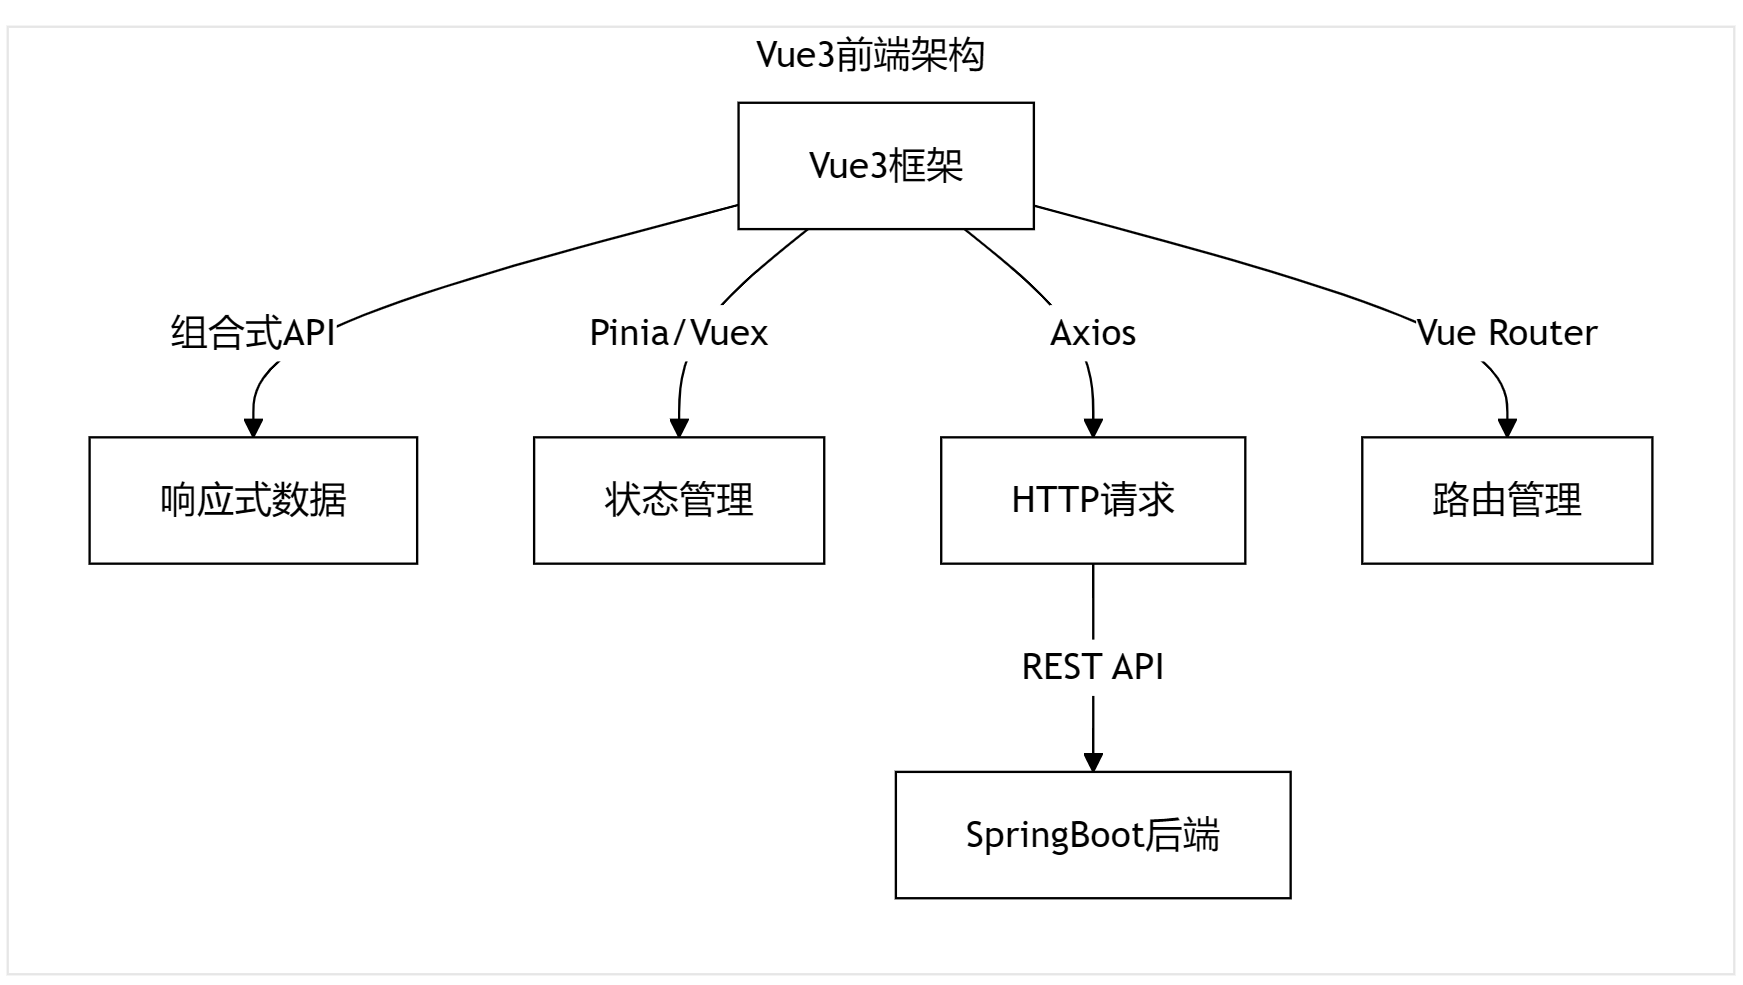 Vue3前端架构
Vue3框架
组合式API
Pinia/Vuex
Axios
Vue Router
响应式数据
状态管理
HTTP请求
路由管理
REST API
SpringBoot后端